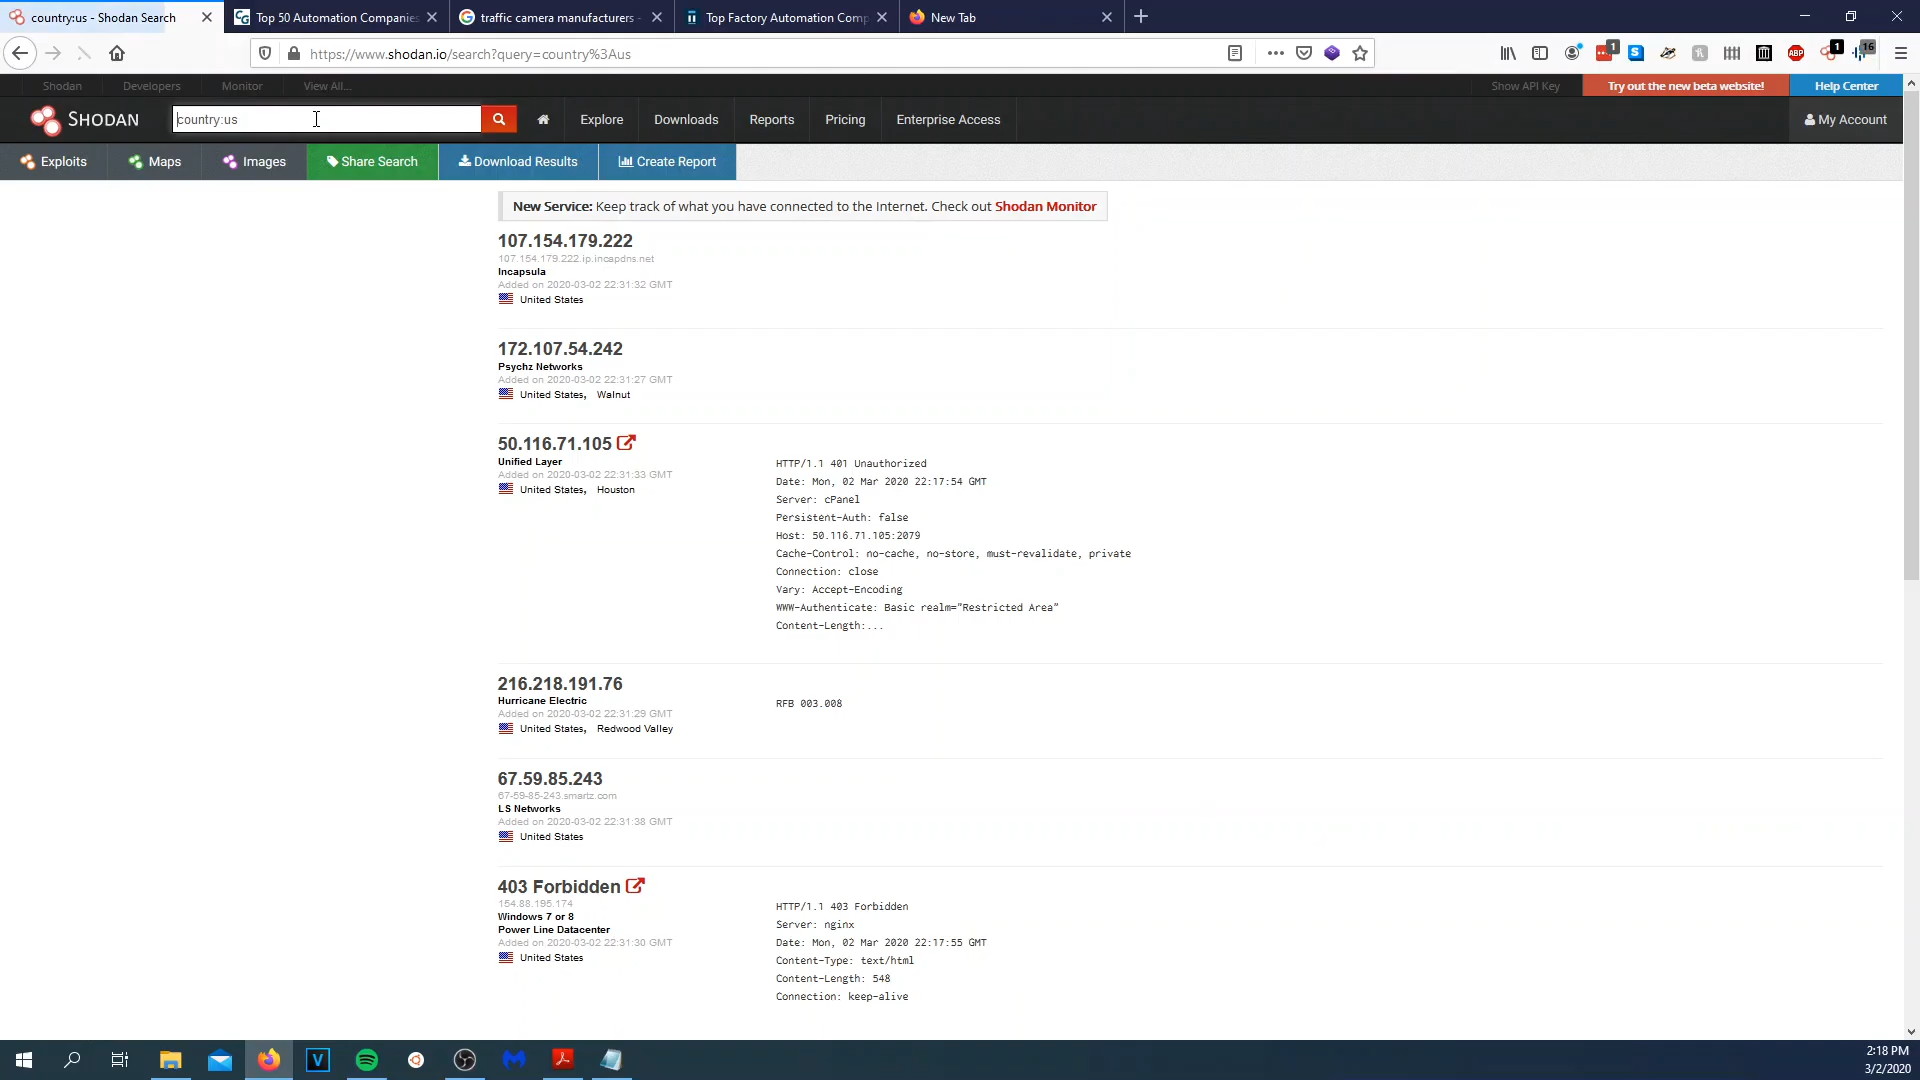 country:us - Shodan Search
Top 50 Automation Companies
traffic camera manufacturers -
Top Factory Automation Comp
New Tab
https://www.shodan.io/search?query=country%3Aus
1
1
16
ABP
Shodan
Developers
Monitor
View All...
Show API Key
Try out the new beta website!
Help Center
SHODAN
country:us
Explore
Downloads
Reports
Pricing
Enterprise Access
My Account
Exploits
Maps
Images
Share Search
Download Results
Create Report
New Service: Keep track of what you have connected to the Internet. Check out Shodan Monitor
107.154.179.222
107.154.179.222.ip.incapdns.net
Incapsula
Added on 2020-03-02 22:31:32 GMT
United States
172.107.54.242
Psychz Networks
Added on 2020-03-02 22:31:27 GMT
United States, Walnut
50.116.71.105
Unified Layer
Added on 2020-03-02 22:31:33 GMT
United States, Houston
HTTP/1.1 401 Unauthorized
Date: Mon, 02 Mar 2020 22:17:54 GMT
Server: cPanel
Persistent-Auth: false
Host: 50.116.71.105:2079
Cache-Control: no-cache, no-store, must-revalidate, private
Connection: close
Vary: Accept-Encoding
WWW-Authenticate: Basic realm="Restricted Area"
Content-Length:...
216.218.191.76
Hurricane Electric
Added on 2020-03-02 22:31:29 GMT
United States, Redwood Valley
RFB 003.008
67.59.85.243
67-59-85-243.smartz.com
LS Networks
Added on 2020-03-02 22:31:38 GMT
United States
403 Forbidden
154.88.195.174
Windows 7 or 8
Power Line Datacenter
Added on 2020-03-02 22:31:30 GMT
United States
HTTP/1.1 403 Forbidden
Server: nginx
Date: Mon, 02 Mar 2020 22:17:55 GMT
Content-Type: text/html
Content-Length: 548
Connection: keep-alive
2:18 PM
3/2/2020